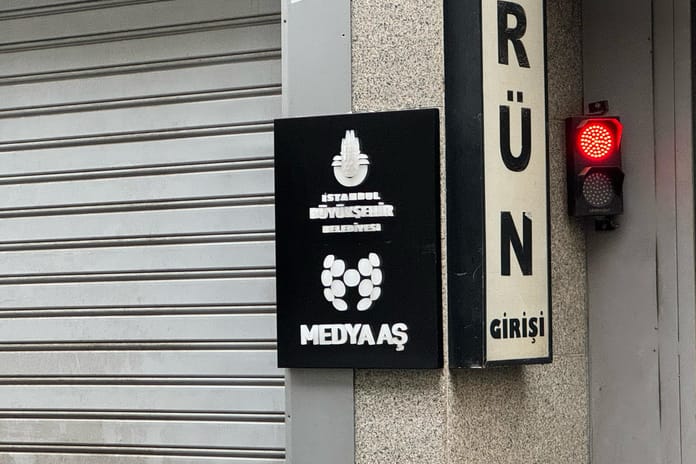 İSTANBUL
BÜYÜKŞEHİR
BELEDİYESİ
MEDYA AŞ
R
Ü
N
GİRİŞİ